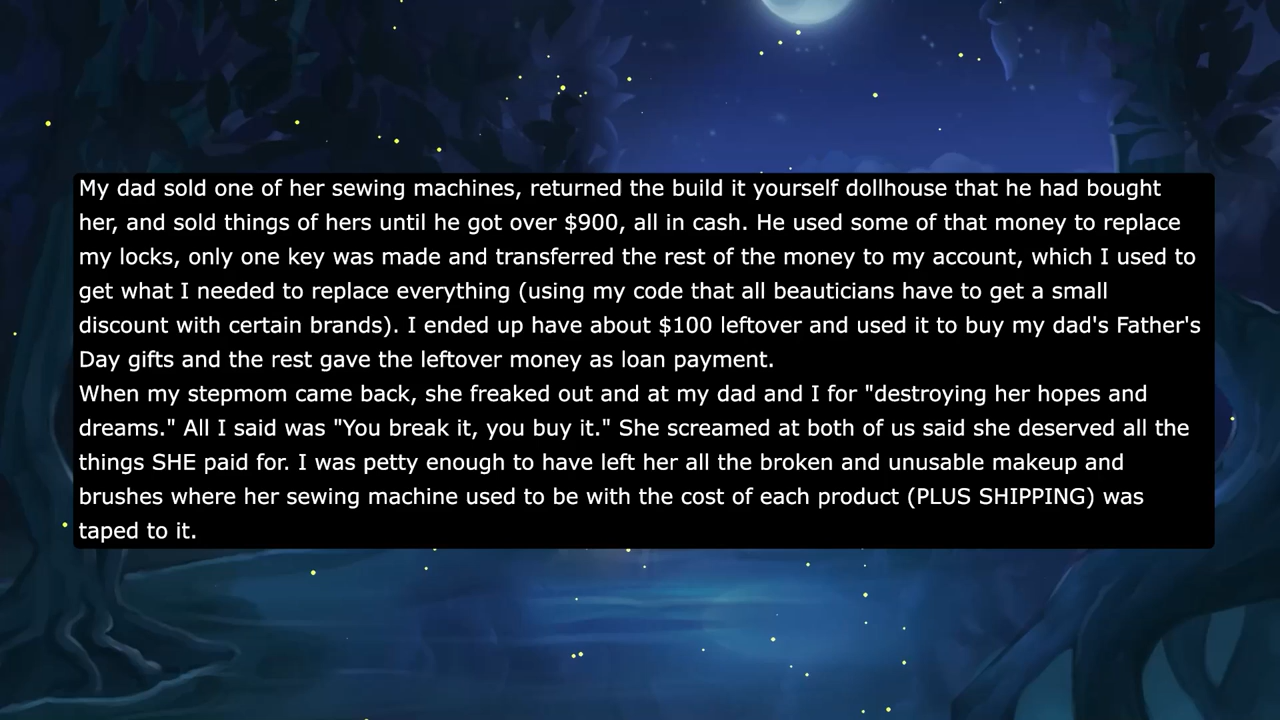 My dad sold one of her sewing machines, returned the build it yourself dollhouse that he had bought
her, and sold things of hers until he got over $900, all in cash. He used some of that money to replace
my locks, only one key was made and transferred the rest of the money to my account, which I used to
get what I needed to replace everything (using my code that all beauticians have to get a small
discount with certain brands). I ended up have about $100 leftover and used it to buy my dad's Father's
Day gifts and the rest gave the leftover money as loan payment.
When my stepmom came back, she freaked out and at my dad and I for "destroying her hopes and
dreams." All I said was "You break it, you buy it." She screamed at both of us said she deserved all the
things SHE paid for. I was petty enough to have left her all the broken and unusable makeup and
brushes where her sewing machine used to be with the cost of each product (PLUS SHIPPING) was
taped to it.